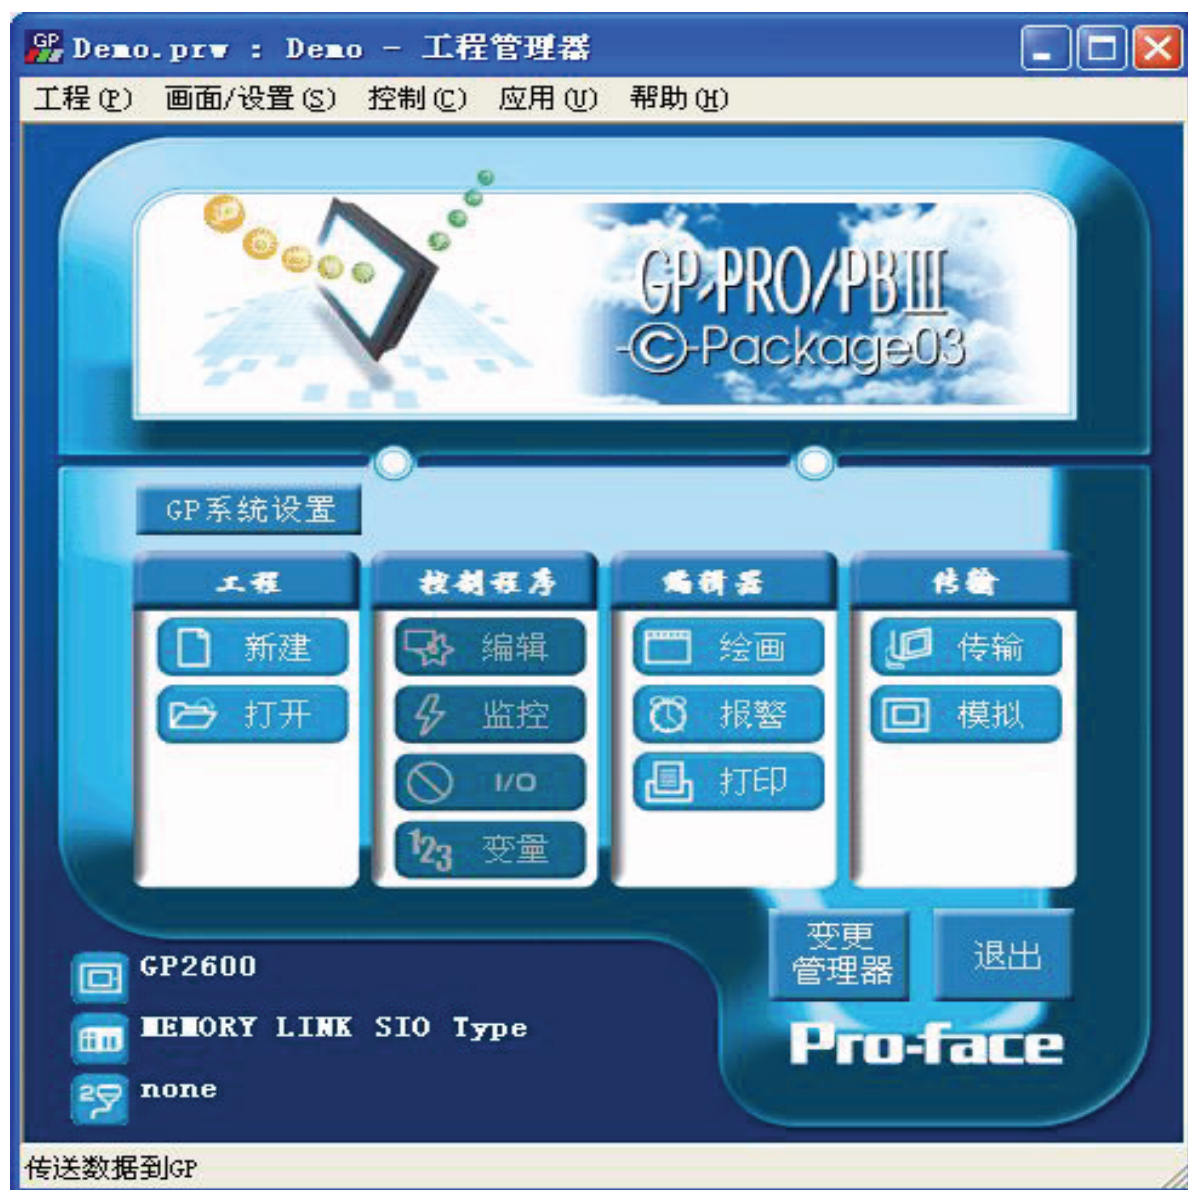 GP Demo.prw : Demo - 工程管理器
工程(P) 画面/设置(S) 控制(C) 应用(U) 帮助(H)
GP-PRO/PBIII
-C-Package03
GP系统设置
工程 控制程序 编辑器 传输
新建 编辑 绘画 传输
打开 监控 报警 模拟
I/O 打印
123 变量
变更
管理器
退出
GP2600
MEMORY LINK SIO Type
2 none
Pro-face
传送数据到GP